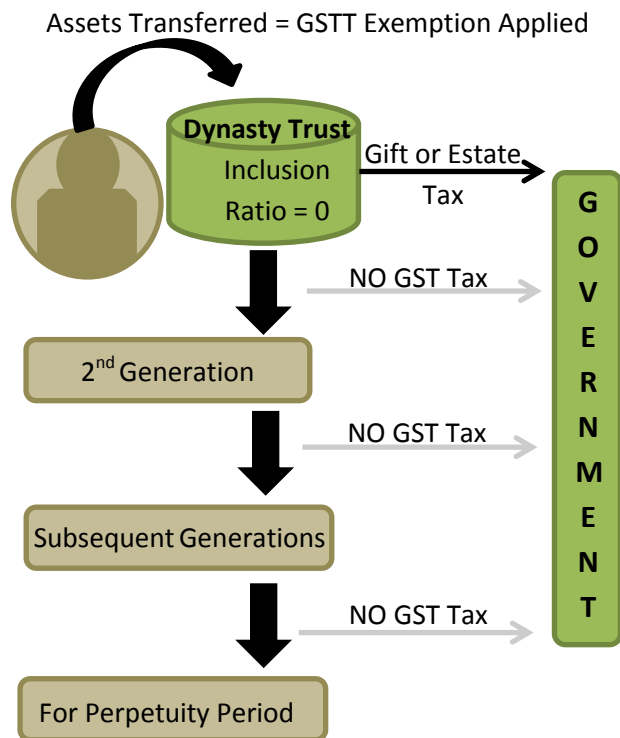 Assets Transferred = GSTT Exemption Applied
Dynasty Trust
Inclusion
Ratio = 0
Gift or Estate
Tax
GOVERNMENT
NO GST Tax
2nd Generation
NO GST Tax
Subsequent Generations
NO GST Tax
For Perpetuity Period